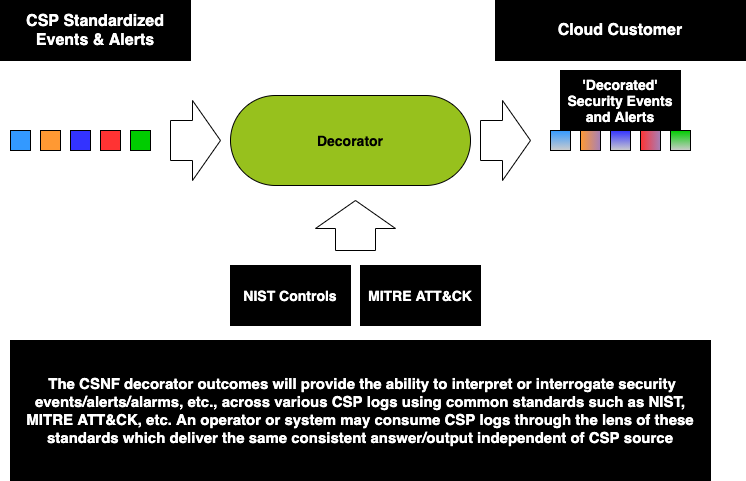 CSP Standardized
Events & Alerts
Cloud Customer
'Decorated'
Security Events
and Alerts
Decorator
NIST Controls
MITRE ATT&CK
The CSNF decorator outcomes will provide the ability to interpret or interrogate security
events/alerts/alarms, etc., across various CSP logs using common standards such as NIST,
MITRE ATT&CK, etc. An operator or system may consume CSP logs through the lens of these
standards which deliver the same consistent answer/output independent of CSP source